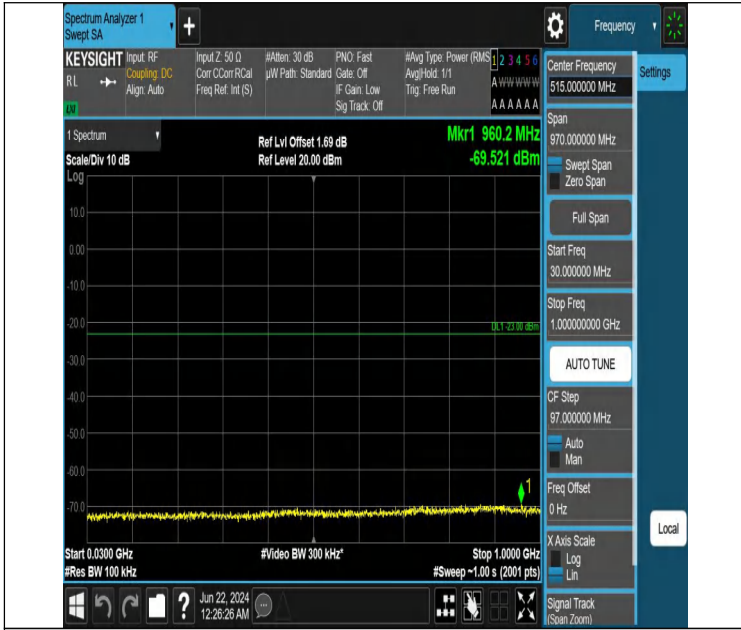 Spectrum Analyzer 1
Swept SA
+
Frequency
KEYSIGHT
RL
Input: RF
Coupling: DC
Align: Auto
Input Z: 50 Ω
Corr CCorr RCal
Freq Ref: Int (S)
#Atten: 30 dB
µW Path: Standard
PNO: Fast
Gate: Off
IF Gain: Low
Sig Track: Off
#Avg Type: Power (RMS
Avg|Hold: 1/1
Trig: Free Run
1 2 3 4 5 6
A W W W W W
A A A A A A
1 Spectrum
Scale/Div 10 dB
Log
Ref Lvl Offset 1.69 dB
Ref Level 20.00 dBm
Mkr1 960.2 MHz
-69.521 dBm
10.0
0.00
-10.0
-20.0
DL1 -23.00 dBm
-30.0
-40.0
-50.0
-60.0
1
-70.0
Start 0.0300 GHz
#Res BW 100 kHz
#Video BW 300 kHz*
Stop 1.0000 GHz
#Sweep ~1.00 s (2001 pts)
?
Jun 22, 2024
12:26:26 AM
Center Frequency
515.000000 MHz
Settings
Span
970.000000 MHz
Swept Span
Zero Span
Full Span
Start Freq
30.000000 MHz
Stop Freq
1.000000000 GHz
AUTO TUNE
CF Step
97.000000 MHz
Auto
Man
Freq Offset
0 Hz
X Axis Scale
Log
Lin
Local
Signal Track
(Span Zoom)